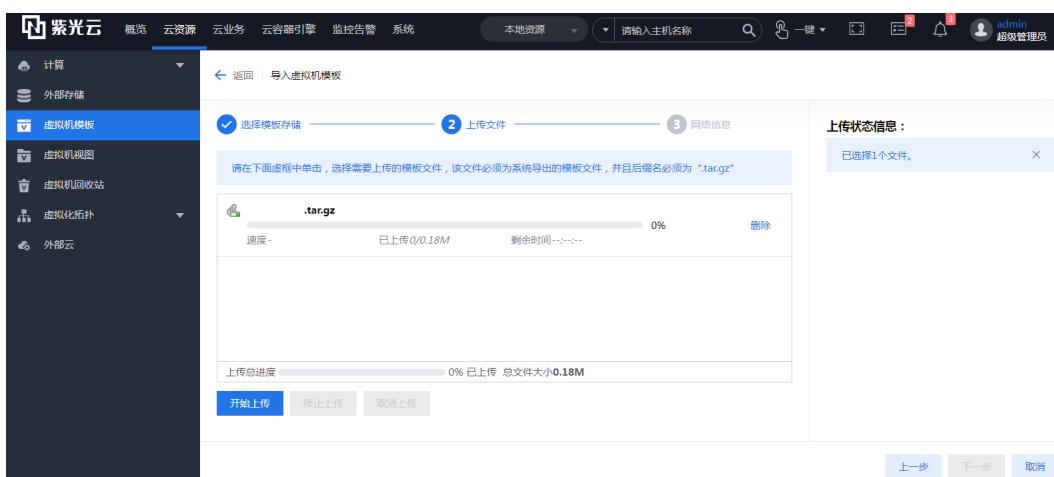 紫光云 概览 云资源 云业务 云容器引擎 监控告警 系统 本地资源 请输入主机名称 一键 2 3 admin
超级管理员
计算
外部存储
虚拟机模板
虚拟机视图
虚拟机回收站
虚拟化拓扑
外部云
返回 导入虚拟机模板
选择模板存储 2 上传文件 3 网络信息
请在下面虚框中单击，选择需要上传的模板文件，该文件必须为系统导出的模板文件，并且后缀名必须为 “.tar.gz”
.tar.gz
0% 删除
速度- 已上传0/0.18M 剩余时间--:--:--
上传总进度 0% 已上传 总文件大小0.18M
开始上传 停止上传 取消上传
上传状态信息：
已选择1个文件。 ×
上一步 下一步 取消